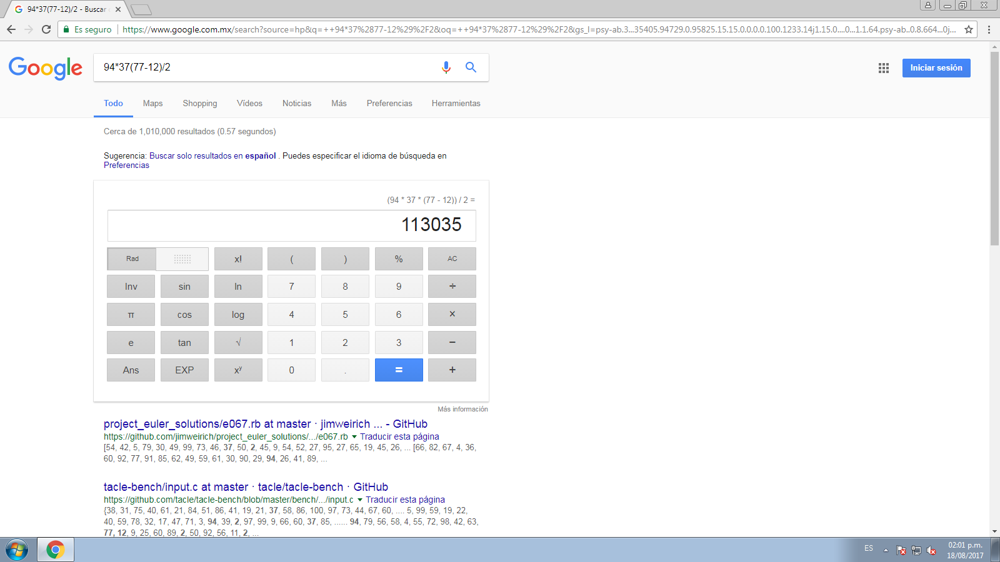 94*37(77-12)/2 - Buscar
Es seguro
https://www.google.com.mx/search?source=hp&q=++94*37%2877-12%29%2F2&oq=++94*37%2877-12%29%2F2&gs_l=psy-ab.3...35405.94729.0.95825.15.15.0.0.0.0.100.1233.14j1.15.0....0...1.1.64.psy-ab..0.8.664...0j...
Google
94*37(77-12)/2
Iniciar sesión
Todo Maps Shopping Vídeos Noticias Más Preferencias Herramientas
Cerca de 1,010,000 resultados (0.57 segundos)
Sugerencia: Buscar solo resultados en español . Puedes especificar el idioma de búsqueda en
Preferencias
(94 * 37 * (77 - 12)) / 2 =
113035
Rad x! ( ) % AC
Inv sin ln 7 8 9 ÷
π cos log 4 5 6 ×
e tan √ 1 2 3 −
Ans EXP xʸ 0 . = +
Más información
project_euler_solutions/e067.rb at master · jimweirich ... - GitHub
https://github.com/jimweirich/project_euler_solutions/.../e067.rb Traducir esta página
[54, 42, 5, 79, 30, 49, 99, 73, 46, 37, 50, 2, 45, 9, 54, 52, 27, 95, 27, 65, 19, 45, 26, ... [66, 82, 67, 4, 36,
60, 92, 77, 91, 85, 62, 49, 59, 61, 30, 90, 29, 94, 26, 41, 89, ...
tacle-bench/input.c at master · tacle/tacle-bench · GitHub
https://github.com/tacle/tacle-bench/blob/master/bench/.../input.c Traducir esta página
{38, 31, 75, 40, 61, 21, 84, 51, 86, 41, 19, 21, 37, 58, 86, 100, 97, 73, 44, 67, 60, .... 5, 99, 59, 19, 22,
40, 59, 78, 32, 17, 47, 71, 3, 94, 39, 2, 97, 99, 9, 66, 60, 37, 85, ...... 94, 79, 56, 58, 4, 55, 72, 98, 42, 63,
77, 12, 9, 25, 60, 89, 2, 50, 92, 56, 11, 2, ...
ES
02:01 p.m.
18/08/2017